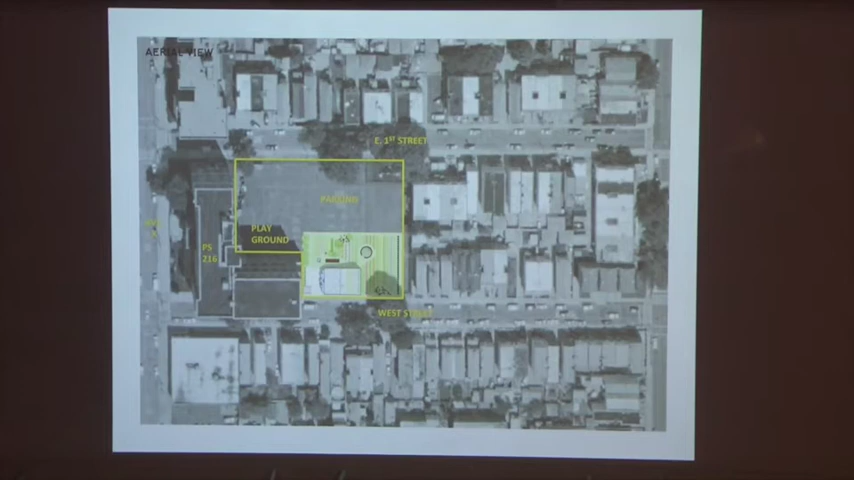 AERIAL VIEW
E. 1ST STREET
PARKING
PLAY
GROUND
PS
216
WEST STREET